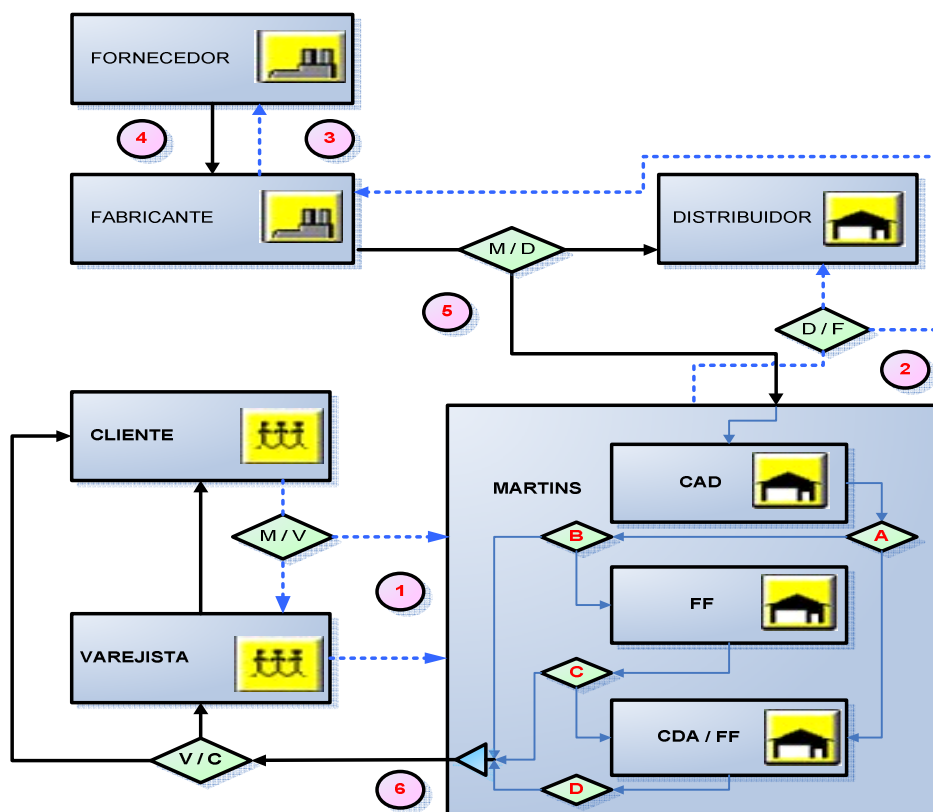 FORNECEDOR
4
3
FABRICANTE
M / D
DISTRIBUIDOR
5
D / F
2
CLIENTE
MARTINS
CAD
M / V
B
A
1
FF
VAREJISTA
C
CDA / FF
V / C
6
D